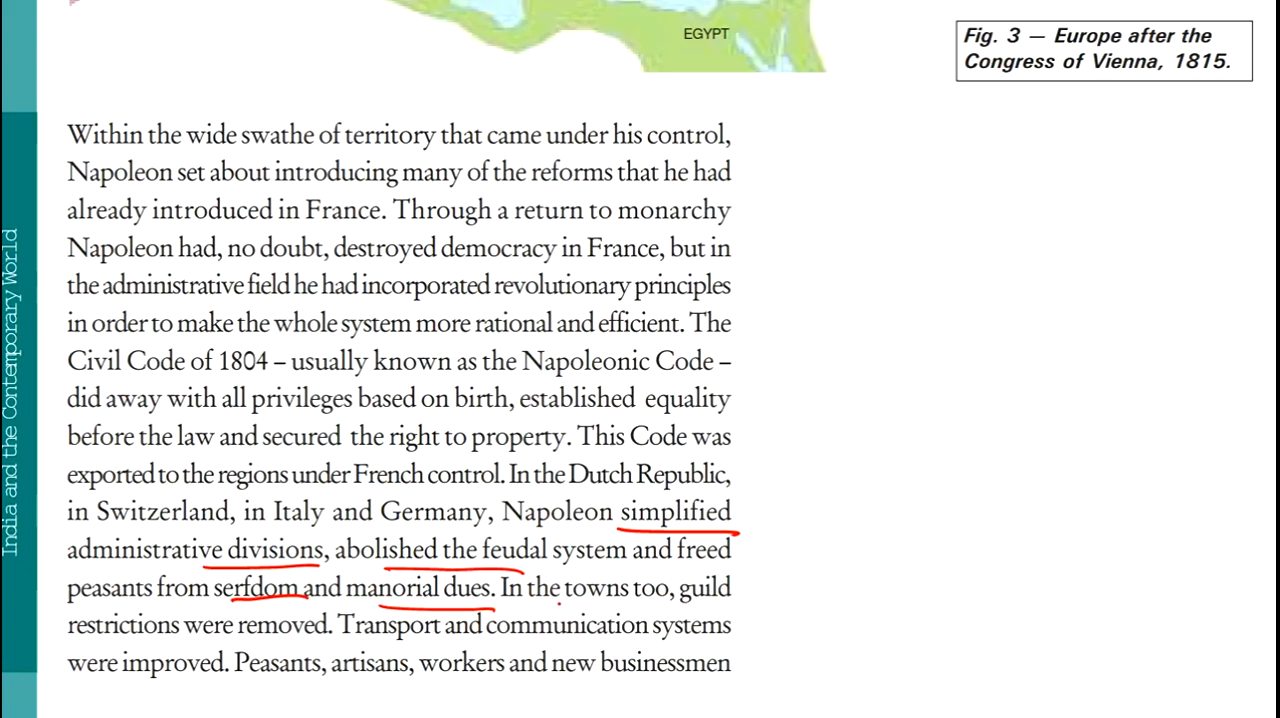 EGYPT
Fig. 3 — Europe after the
Congress of Vienna, 1815.
Within the wide swathe of territory that came under his control,
Napoleon set about introducing many of the reforms that he had
already introduced in France. Through a return to monarchy
Napoleon had, no doubt, destroyed democracy in France, but in
the administrative field he had incorporated revolutionary principles
in order to make the whole system more rational and efficient. The
Civil Code of 1804 – usually known as the Napoleonic Code –
did away with all privileges based on birth, established equality
before the law and secured the right to property. This Code was
exported to the regions under French control. In the Dutch Republic,
in Switzerland, in Italy and Germany, Napoleon simplified
administrative divisions, abolished the feudal system and freed
peasants from serfdom and manorial dues. In the towns too, guild
restrictions were removed. Transport and communication systems
were improved. Peasants, artisans, workers and new businessmen
India and the Contemporary World